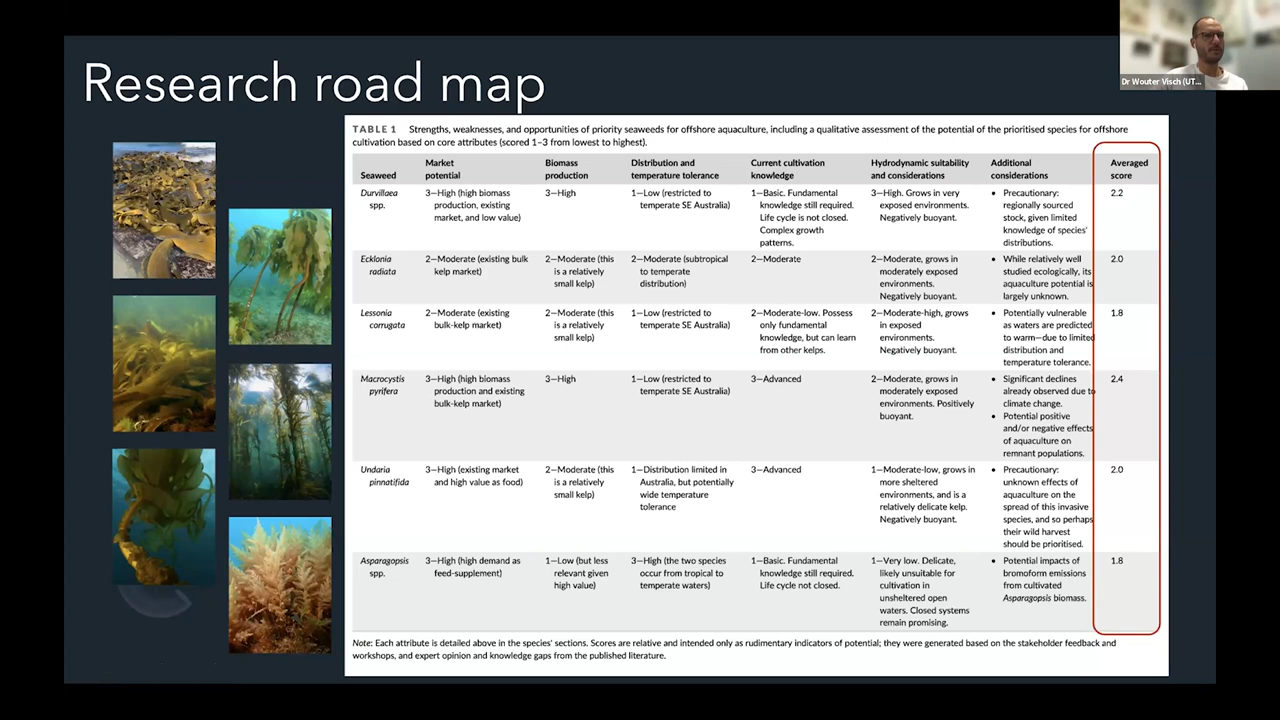 Research road map
Dr Wouter Visch (UT...
TABLE 1 Strengths, weaknesses, and opportunities of priority seaweeds for offshore aquaculture, including a qualitative assessment of the potential of the prioritised species for offshore
cultivation based on core attributes (scored 1–3 from lowest to highest).
Seaweed
Market
potential
Biomass
production
Distribution and
temperature tolerance
Current cultivation
knowledge
Hydrodynamic suitability
and considerations
Additional
considerations
Averaged
score
Durvillaea
spp.
3—High (high biomass
production, existing
market, and low value)
3—High
1—Low (restricted to
temperate SE Australia)
1—Basic. Fundamental
knowledge still required.
Life cycle is not closed.
Complex growth
patterns.
3—High. Grows in very
exposed environments.
Negatively buoyant.
• Precautionary:
regionally sourced
stock, given limited
knowledge of species'
distributions.
2.2
Ecklonia
radiata
2—Moderate (existing bulk
kelp market)
2—Moderate (this
is a relatively
small kelp)
2—Moderate (subtropical
to temperate
distribution)
2—Moderate
2—Moderate, grows in
moderately exposed
environments.
Negatively buoyant.
• While relatively well
studied ecologically, its
aquaculture potential is
largely unknown.
2.0
Lessonia
corrugata
2—Moderate (existing
bulk-kelp market)
2—Moderate (this
is a relatively
small kelp)
1—Low (restricted to
temperate SE Australia)
2—Moderate-low. Possess
only fundamental
knowledge, but can learn
from other kelps.
2—Moderate-high, grows
in exposed
environments.
Negatively buoyant.
• Potentially vulnerable
as waters are predicted
to warm—due to limited
distribution and
temperature tolerance.
1.8
Macrocystis
pyrifera
3—High (high biomass
production and existing
bulk-kelp market)
3—High
1—Low (restricted to
temperate SE Australia)
3—Advanced
2—Moderate, grows in
moderately exposed
environments. Positively
buoyant.
• Significant declines
already observed due to
climate change.
• Potential positive
and/or negative effects
of aquaculture on
remnant populations.
2.4
Undaria
pinnatifida
3—High (existing market
and high value as food)
2—Moderate (this
is a relatively
small kelp)
1—Distribution limited in
Australia, but potentially
wide temperature
tolerance
3—Advanced
1—Moderate-low, grows in
more sheltered
environments, and is a
relatively delicate kelp.
Negatively buoyant.
• Precautionary:
unknown effects of
aquaculture on the
spread of this invasive
species, and so perhaps
their wild harvest
should be prioritised.
2.0
Asparagopsis
spp.
3—High (high demand as
feed-supplement)
1—Low (but less
relevant given
high value)
3—High (the two species
occur from tropical to
temperate waters)
1—Basic. Fundamental
knowledge still required.
Life cycle not closed.
1—Very low. Delicate,
likely unsuitable for
cultivation in
unsheltered open
waters. Closed systems
remain promising.
• Potential impacts of
bromoform emissions
from cultivated
Asparagopsis biomass.
1.8
Note: Each attribute is detailed above in the species' sections. Scores are relative and intended only as rudimentary indicators of potential; they were generated based on the stakeholder feedback and
workshops, and expert opinion and knowledge gaps from the published literature.